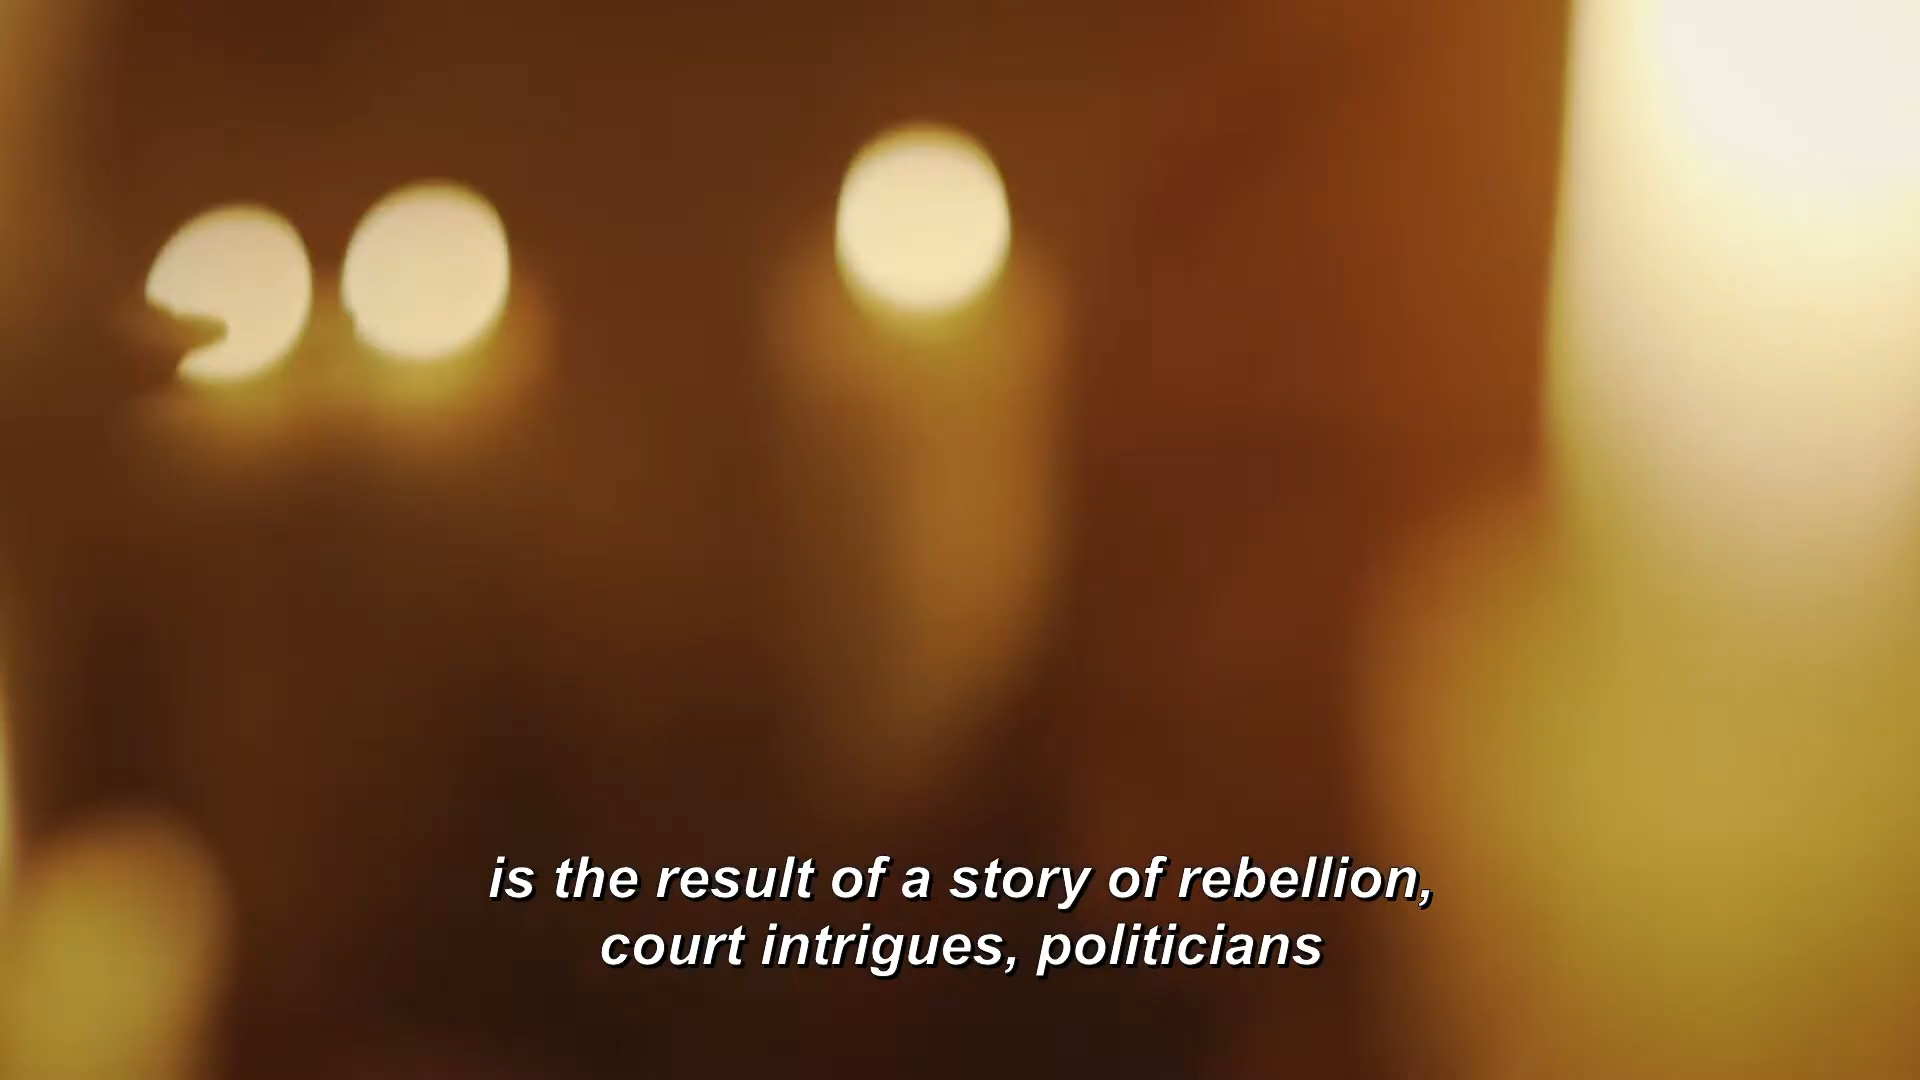 is the result of a story of rebellion,
court intrigues, politicians